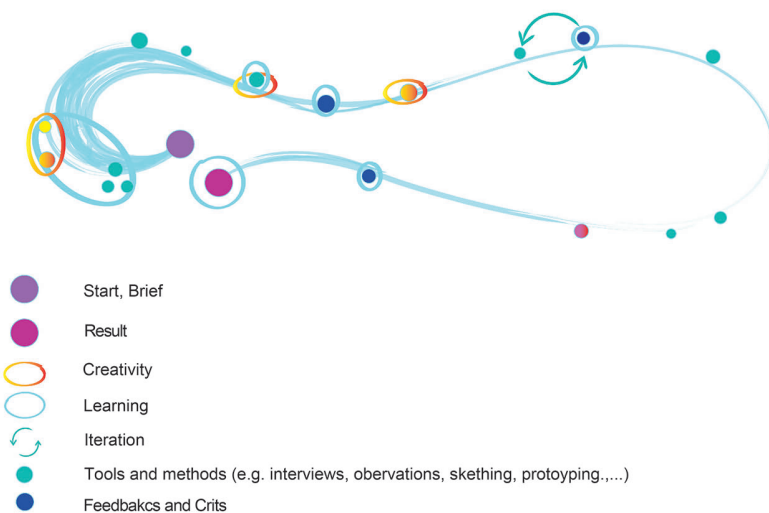 Start, Brief
Result
Creativity
Learning
Iteration
Tools and methods (e.g. interviews, obervations, skething, protoyping.,...)
Feedbakcs and Crits